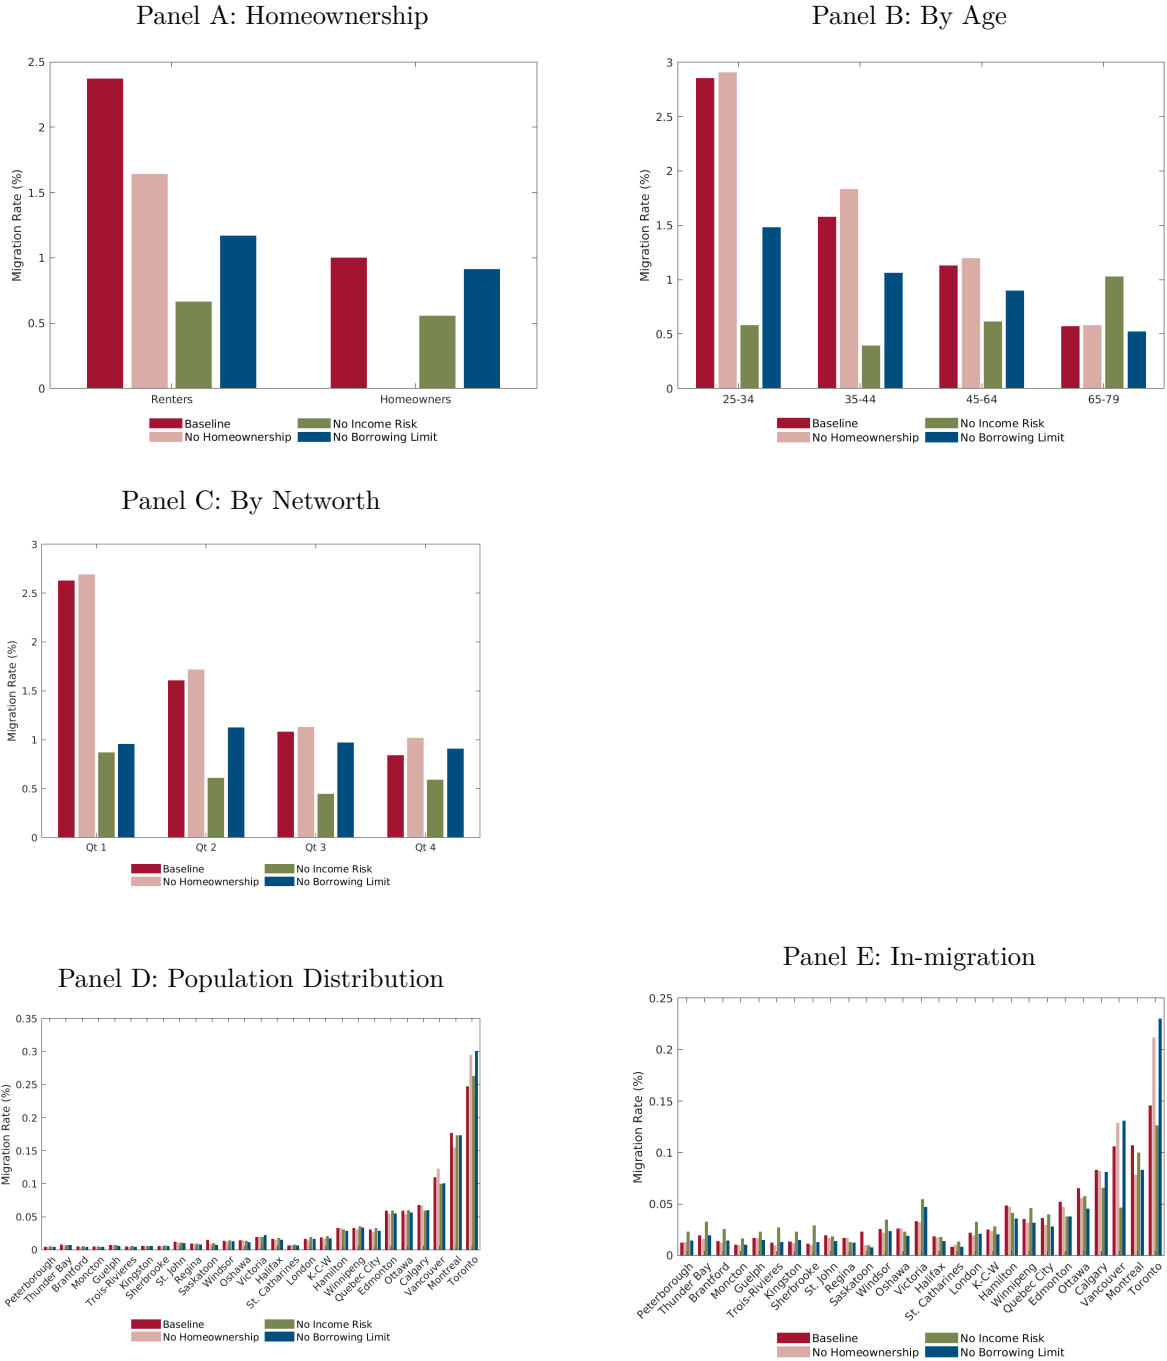 Panel A: Homeownership
Migration Rate (%)
2.5
2
1.5
1
0.5
0
Renters
Homeowners
Baseline
No Homeownership
No Income Risk
No Borrowing Limit
Panel B: By Age
Migration Rate (%)
3
2.5
2
1.5
1
0.5
0
25-34
35-44
45-64
65-79
Baseline
No Homeownership
No Income Risk
No Borrowing Limit
Panel C: By Networth
Migration Rate (%)
3
2.5
2
1.5
1
0.5
0
Qt 1
Qt 2
Qt 3
Qt 4
Baseline
No Homeownership
No Income Risk
No Borrowing Limit
Panel D: Population Distribution
Migration Rate (%)
0.35
0.3
0.25
0.2
0.15
0.1
0.05
0
Peterborough
Thunder Bay
Brantford
Moncton
Guelph
Trois-Rivieres
Kingston
Sherbrooke
St. John
Regina
Saskatoon
Windsor
Oshawa
Victoria
Halifax
St. Catharines
London
K-C-W
Hamilton
Winnipeg
Quebec City
Edmonton
Ottawa
Calgary
Vancouver
Montreal
Toronto
Baseline
No Homeownership
No Income Risk
No Borrowing Limit
Panel E: In-migration
Migration Rate (%)
0.25
0.2
0.15
0.1
0.05
0
Peterborough
Thunder Bay
Brantford
Moncton
Guelph
Trois-Rivieres
Kingston
Sherbrooke
St. John
Regina
Saskatoon
Windsor
Oshawa
Victoria
Halifax
St. Catharines
London
K-C-W
Hamilton
Winnipeg
Quebec City
Edmonton
Ottawa
Calgary
Vancouver
Montreal
Toronto
Baseline
No Homeownership
No Income Risk
No Borrowing Limit